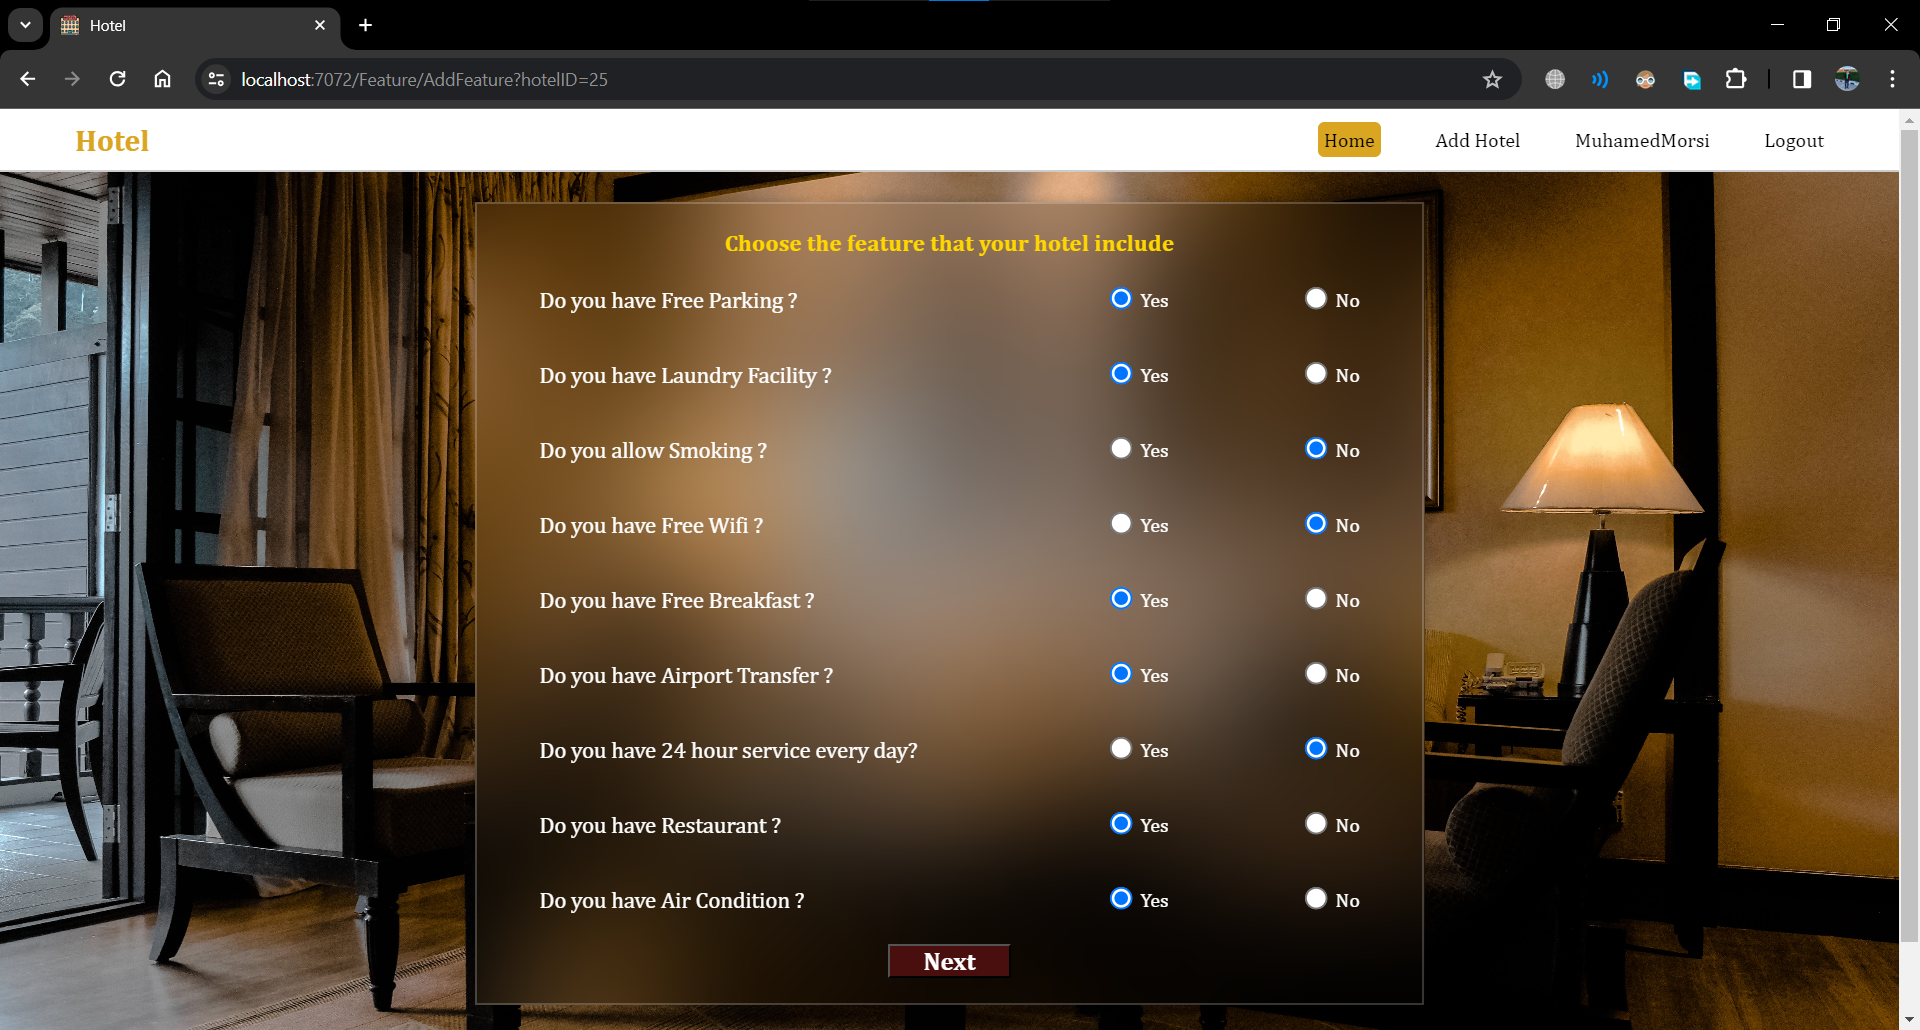 Hotel
localhost:7072/Feature/AddFeature?hotelID=25
Hotel Home Add Hotel MuhamedMorsi Logout
Choose the feature that your hotel include
Do you have Free Parking ? Yes No
Do you have Laundry Facility ? Yes No
Do you allow Smoking ? Yes No
Do you have Free Wifi ? Yes No
Do you have Free Breakfast ? Yes No
Do you have Airport Transfer ? Yes No
Do you have 24 hour service every day? Yes No
Do you have Restaurant ? Yes No
Do you have Air Condition ? Yes No
Next